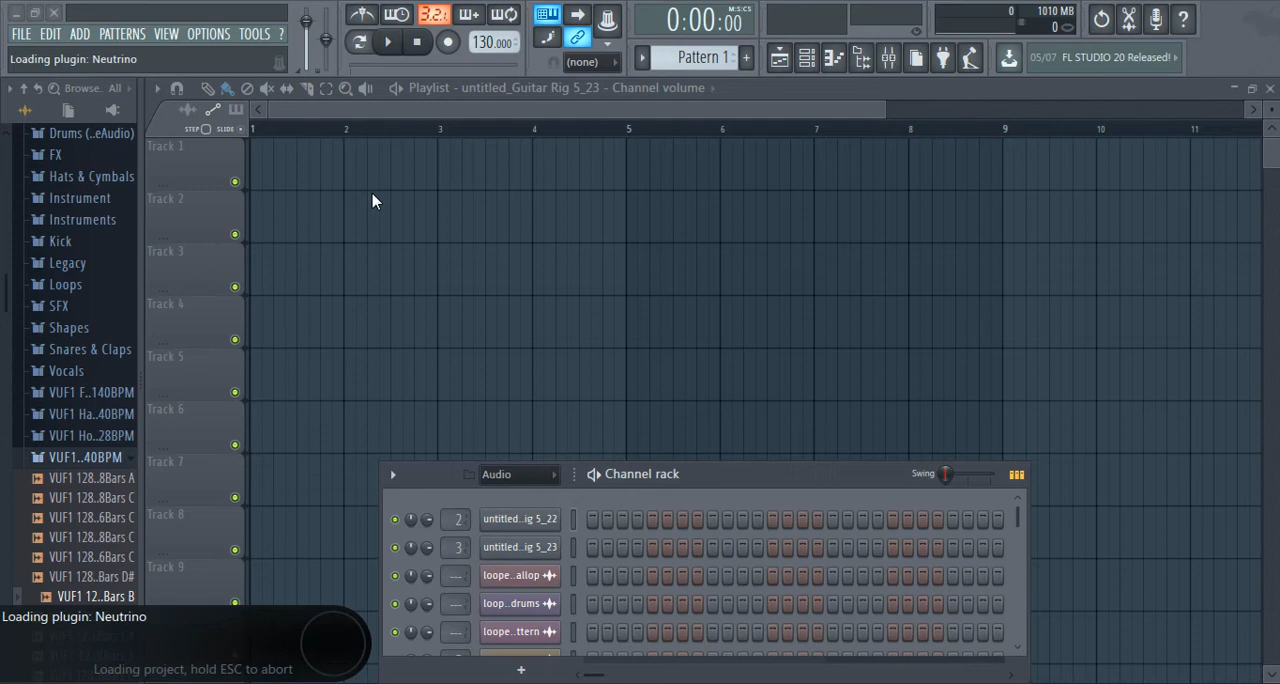 FILE EDIT ADD PATTERNS VIEW OPTIONS TOOLS ?
Loading plugin: Neutrino
3.2.
130.000
(none)
0:00:00
M:S:CS
Pattern 1
0
1010 MB
0
05/07 FL STUDIO 20 Released!
Browse.. All
Playlist - untitled_Guitar Rig 5_23 - Channel volume
STEP SLIDE
1 2 3 4 5 6 7 8 9 10 11
Drums (..eAudio)
FX
Hats & Cymbals
Instrument
Instruments
Kick
Legacy
Loops
SFX
Shapes
Snares & Claps
Vocals
VUF1 F..140BPM
VUF1 Ha..40BPM
VUF1 Ho..28BPM
VUF1..40BPM
VUF1 128..8Bars A
VUF1 128..8Bars C
VUF1 128..6Bars C
VUF1 128..8Bars C
VUF1 128..6Bars C
VUF1 128..Bars D#
VUF1 12..Bars B
Track 1
Track 2
Track 3
Track 4
Track 5
Track 6
Track 7
Track 8
Track 9
Audio
Channel rack
Swing
2 untitled..ig 5_22
3 untitled..ig 5_23
--- loope..allop
--- loop..drums
--- loope..ttern
+
Loading plugin: Neutrino
Loading project, hold ESC to abort